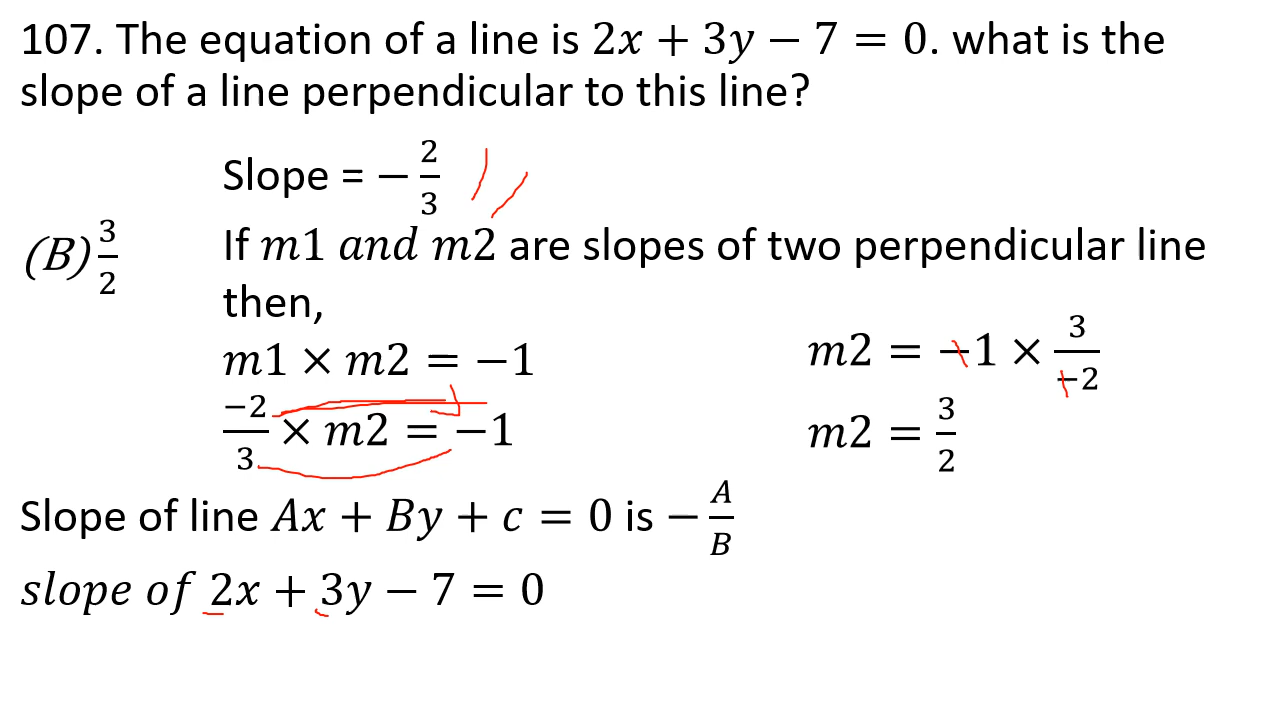 107. The equation of a line is 2x + 3y − 7 = 0. what is the
slope of a line perpendicular to this line?
Slope = −2/3
(B) 3/2
If m1 and m2 are slopes of two perpendicular line
then,
m1 × m2 = −1
−2/3 × m2 = −1
m2 = −1 × 3/−2
m2 = 3/2
Slope of line Ax + By + c = 0 is −A/B
slope of 2x + 3y − 7 = 0